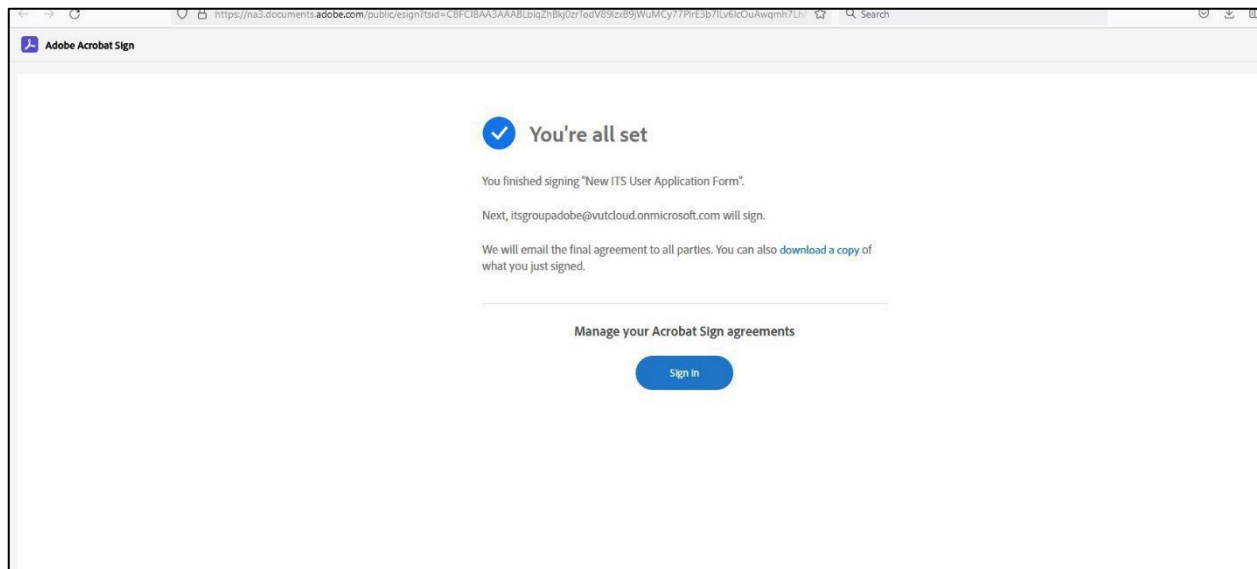 https://na3.documents.adobe.com/public/esign?
Search
Adobe Acrobat Sign
You're all set
You finished signing "New ITS User Application Form".
Next, itsgroupadobe@vutcloud.onmicrosoft.com will sign.
We will email the final agreement to all parties. You can also download a copy of
what you just signed.
Manage your Acrobat Sign agreements
Sign In